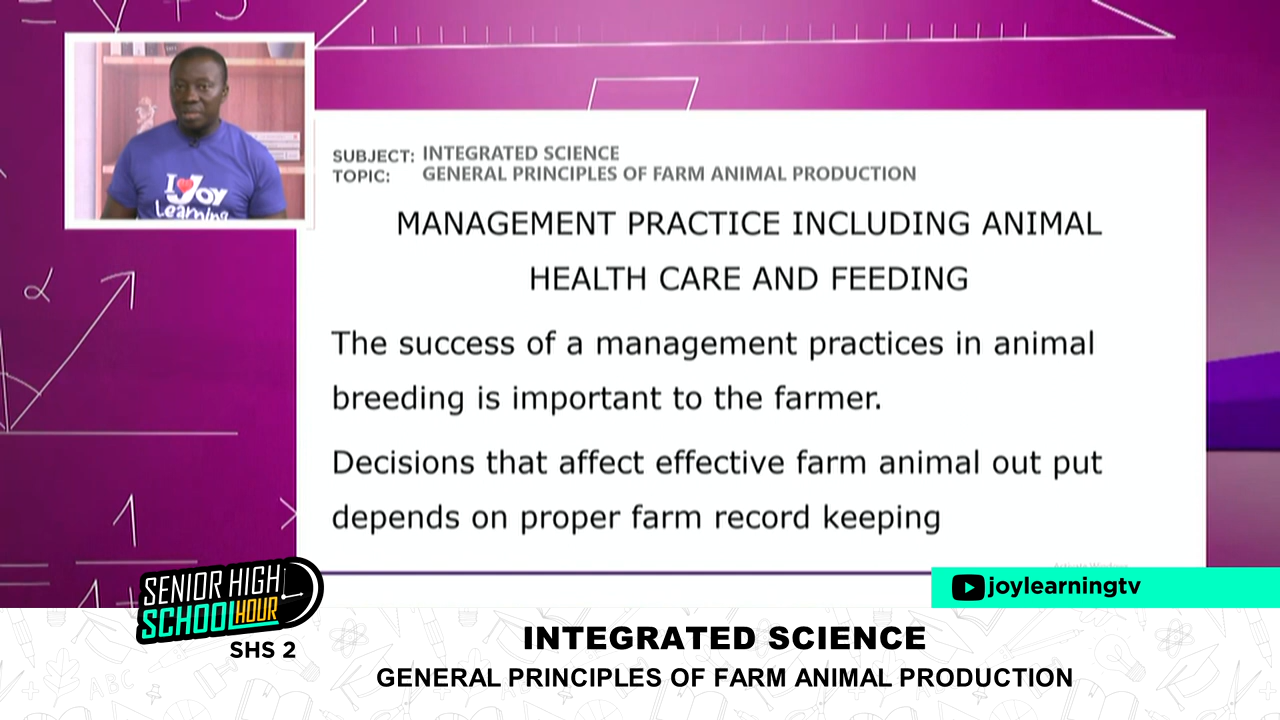 I ♥ Joy
Learning
SUBJECT: INTEGRATED SCIENCE
TOPIC: GENERAL PRINCIPLES OF FARM ANIMAL PRODUCTION
MANAGEMENT PRACTICE INCLUDING ANIMAL
HEALTH CARE AND FEEDING
The success of a management practices in animal
breeding is important to the farmer.
Decisions that affect effective farm animal out put
depends on proper farm record keeping
α
1
SENIOR HIGH
SCHOOL HOUR
SHS 2
joylearningtv
INTEGRATED SCIENCE
GENERAL PRINCIPLES OF FARM ANIMAL PRODUCTION
ABC